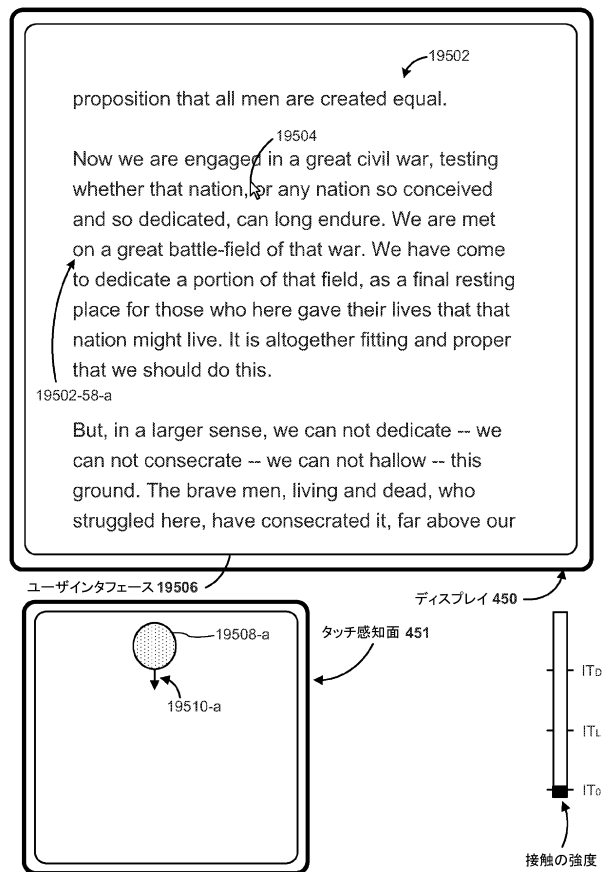 19502
proposition that all men are created equal.
19504
Now we are engaged in a great civil war, testing
whether that nation, or any nation so conceived
and so dedicated, can long endure. We are met
on a great battle-field of that war. We have come
to dedicate a portion of that field, as a final resting
place for those who here gave their lives that that
nation might live. It is altogether fitting and proper
that we should do this.
19502-58-a
But, in a larger sense, we can not dedicate -- we
can not consecrate -- we can not hallow -- this
ground. The brave men, living and dead, who
struggled here, have consecrated it, far above our
ユーザインタフェース 19506
ディスプレイ 450
19508-a
タッチ感知面 451
19510-a
ITD
ITL
IT0
接触の強度